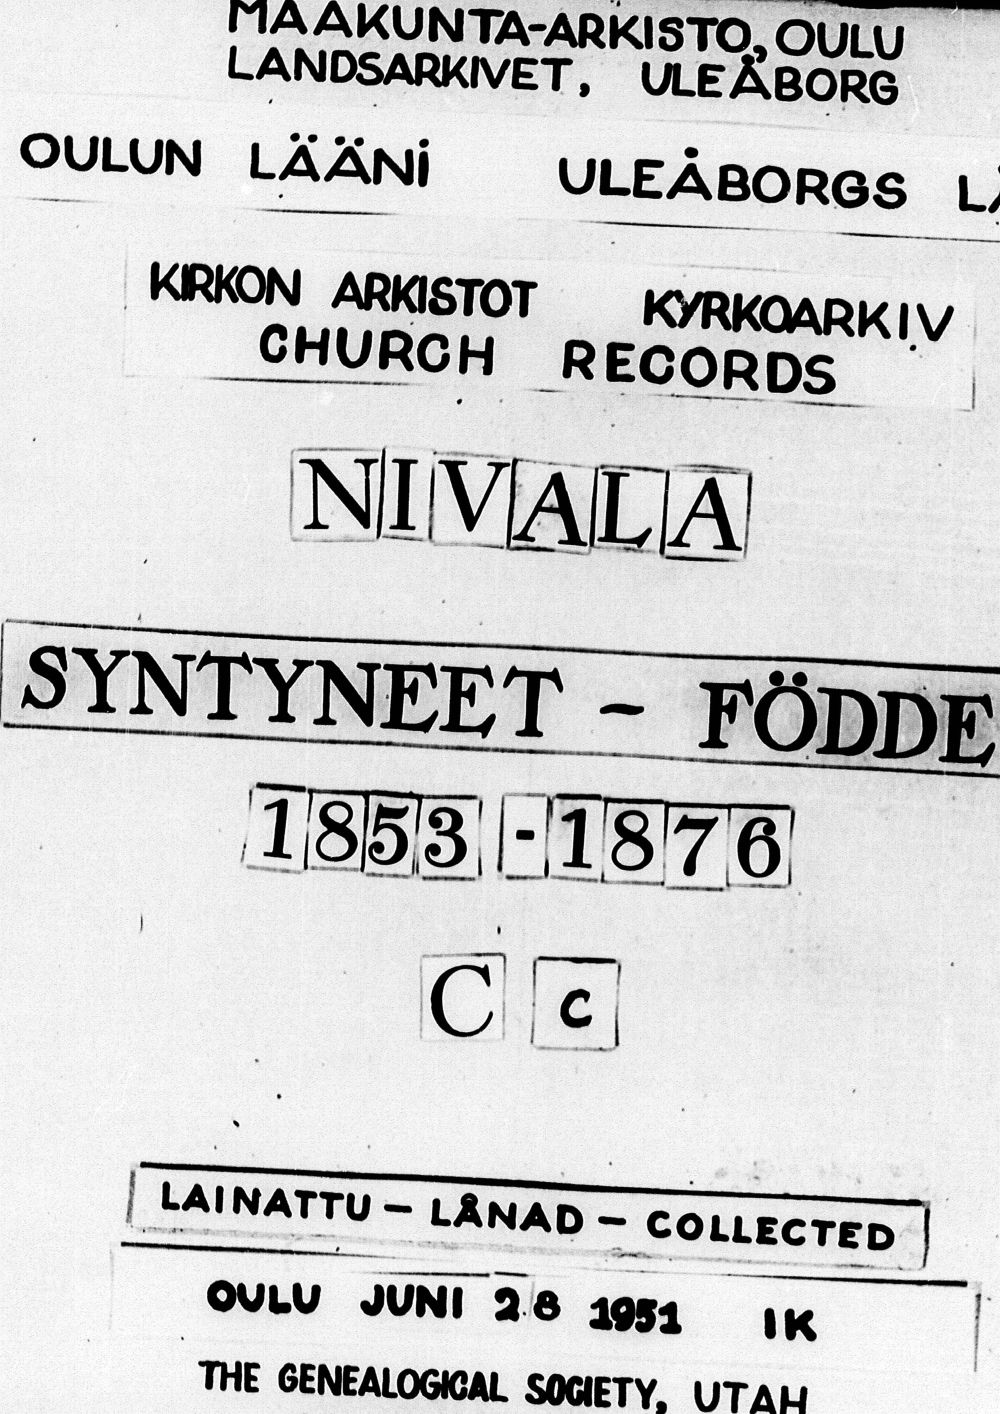 MAAKUNTA-ARKISTO, OULU
LANDSARKIVET, ULEÅBORG
OULUN LÄÄNI ULEÅBORGS LÄ
KIRKON ARKISTOT KYRKOARKIV
CHURCH RECORDS
NIVALA
SYNTYNEET - FÖDDE
1853-1876
C c
LAINATTU - LÅNAD - COLLECTED
OULU JUNI 28 1951 IK
THE GENEALOGICAL SOCIETY, UTAH